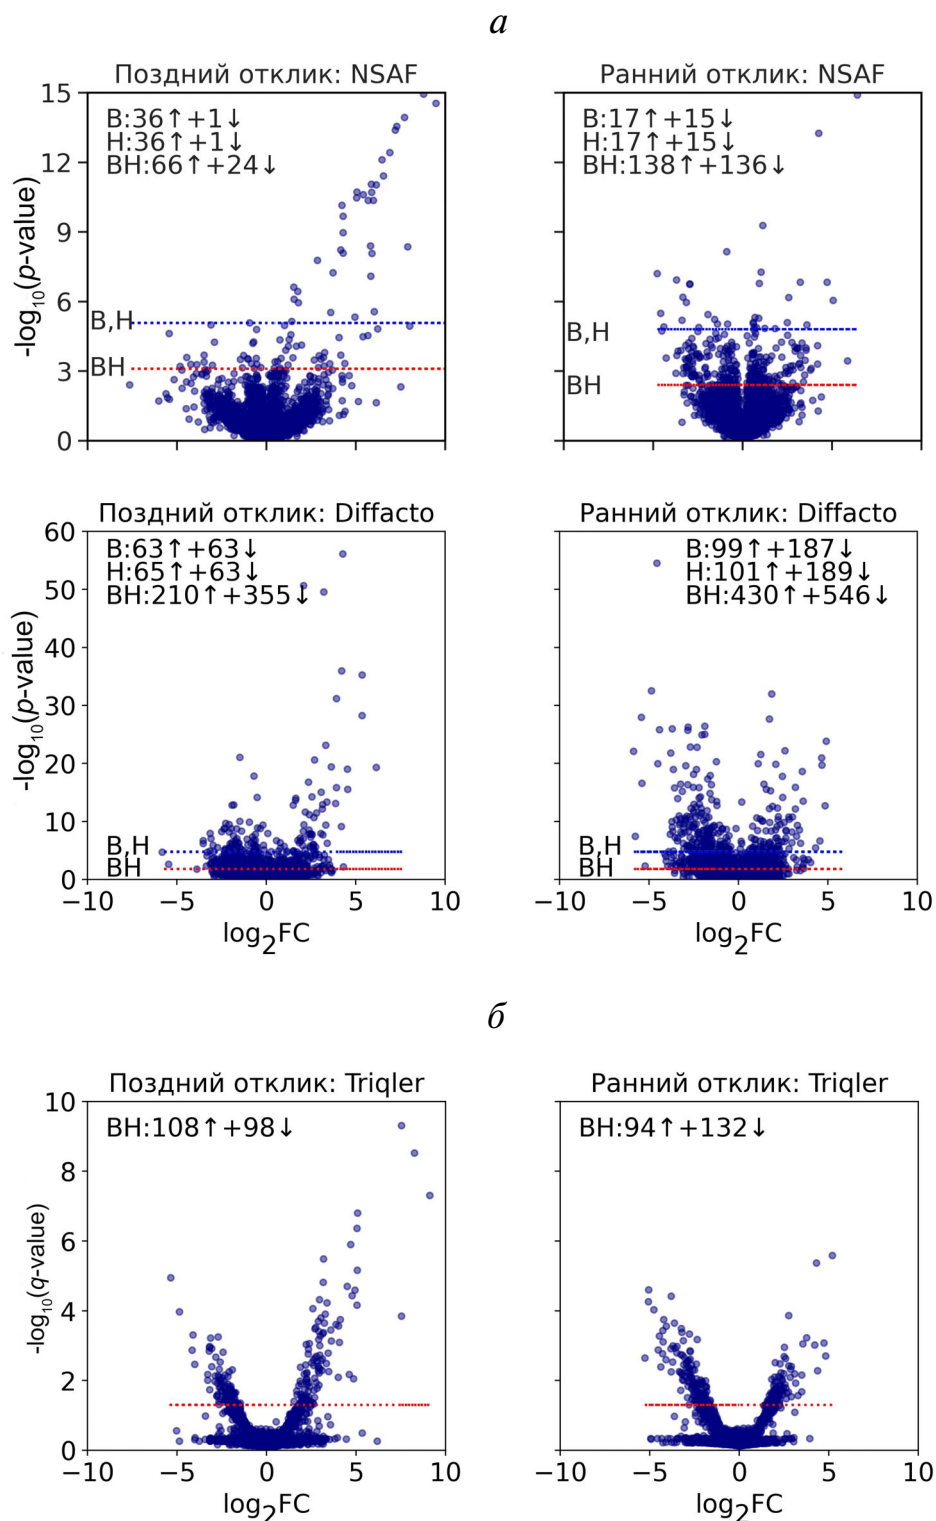 а
Поздний отклик: NSAF
Ранний отклик: NSAF
15
12
9
6
3
0
-log10(p-value)
B:36↑+1↓
H:36↑+1↓
BH:66↑+24↓
B,H
BH
B:17↑+15↓
H:17↑+15↓
BH:138↑+136↓
B,H
BH
Поздний отклик: Diffacto
Ранний отклик: Diffacto
60
50
40
30
20
10
0
-log10(p-value)
B:63↑+63↓
H:65↑+63↓
BH:210↑+355↓
B,H
BH
B:99↑+187↓
H:101↑+189↓
BH:430↑+546↓
B,H
BH
−10 −5 0 5 10
−10 −5 0 5 10
log2FC
log2FC
б
Поздний отклик: Triqler
Ранний отклик: Triqler
10
8
6
4
2
0
-log10(q-value)
BH:108↑+98↓
BH:94↑+132↓
−10 −5 0 5 10
−10 −5 0 5 10
log2FC
log2FC